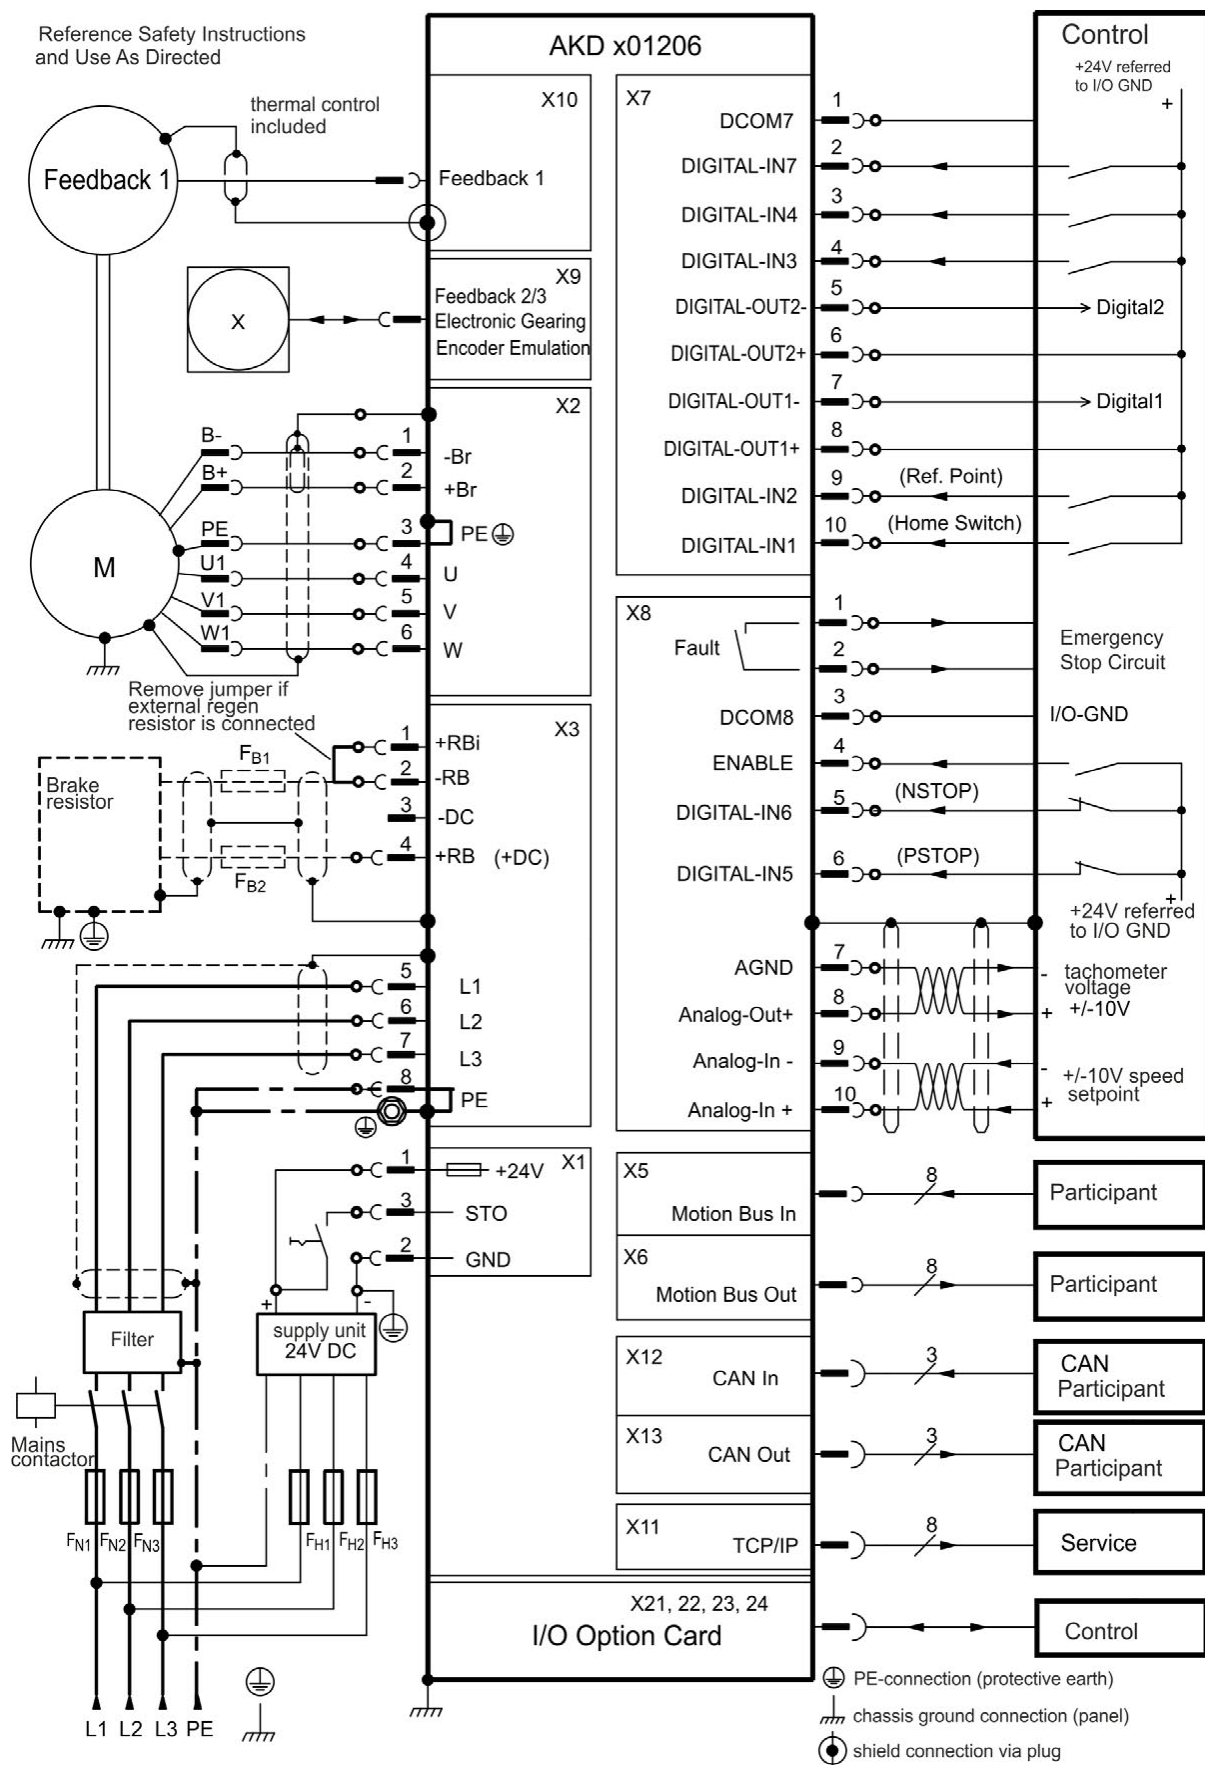 Reference Safety Instructions
and Use As Directed
AKD x01206
Control
+24V referred
to I/O GND
+
thermal control
included
Feedback 1
X10
Feedback 1
X9
Feedback 2/3
Electronic Gearing
Encoder Emulation
X
X2
B-
1
-Br
B+
2
+Br
PE
3
PE
M
U1
4
U
V1
5
V
W1
6
W
Remove jumper if
external regen
resistor is connected
X3
1
+RBi
FB1
2
-RB
Brake
resistor
3
-DC
4
+RB (+DC)
FB2
5
L1
6
L2
7
L3
8
PE
X1
1
+24V
3
STO
2
GND
+
-
supply unit
24V DC
Filter
Mains
contactor
FN1
FN2
FN3
FH1
FH2
FH3
L1
L2
L3
PE
X7
DCOM7
1
DIGITAL-IN7
2
DIGITAL-IN4
3
DIGITAL-IN3
4
DIGITAL-OUT2-
5
Digital2
DIGITAL-OUT2+
6
DIGITAL-OUT1-
7
Digital1
DIGITAL-OUT1+
8
DIGITAL-IN2
9
(Ref. Point)
DIGITAL-IN1
10
(Home Switch)
X8
Fault
1
2
Emergency
Stop Circuit
DCOM8
3
I/O-GND
ENABLE
4
DIGITAL-IN6
5
(NSTOP)
DIGITAL-IN5
6
(PSTOP)
+
+24V referred
to I/O GND
AGND
7
-
tachometer
voltage
+/-10V
Analog-Out+
8
+
Analog-In -
9
-
+/-10V speed
setpoint
Analog-In +
10
+
X5
Motion Bus In
8
Participant
X6
Motion Bus Out
8
Participant
X12
CAN In
3
CAN
Participant
X13
CAN Out
3
CAN
Participant
X11
TCP/IP
8
Service
X21, 22, 23, 24
I/O Option Card
Control
PE-connection (protective earth)
chassis ground connection (panel)
shield connection via plug